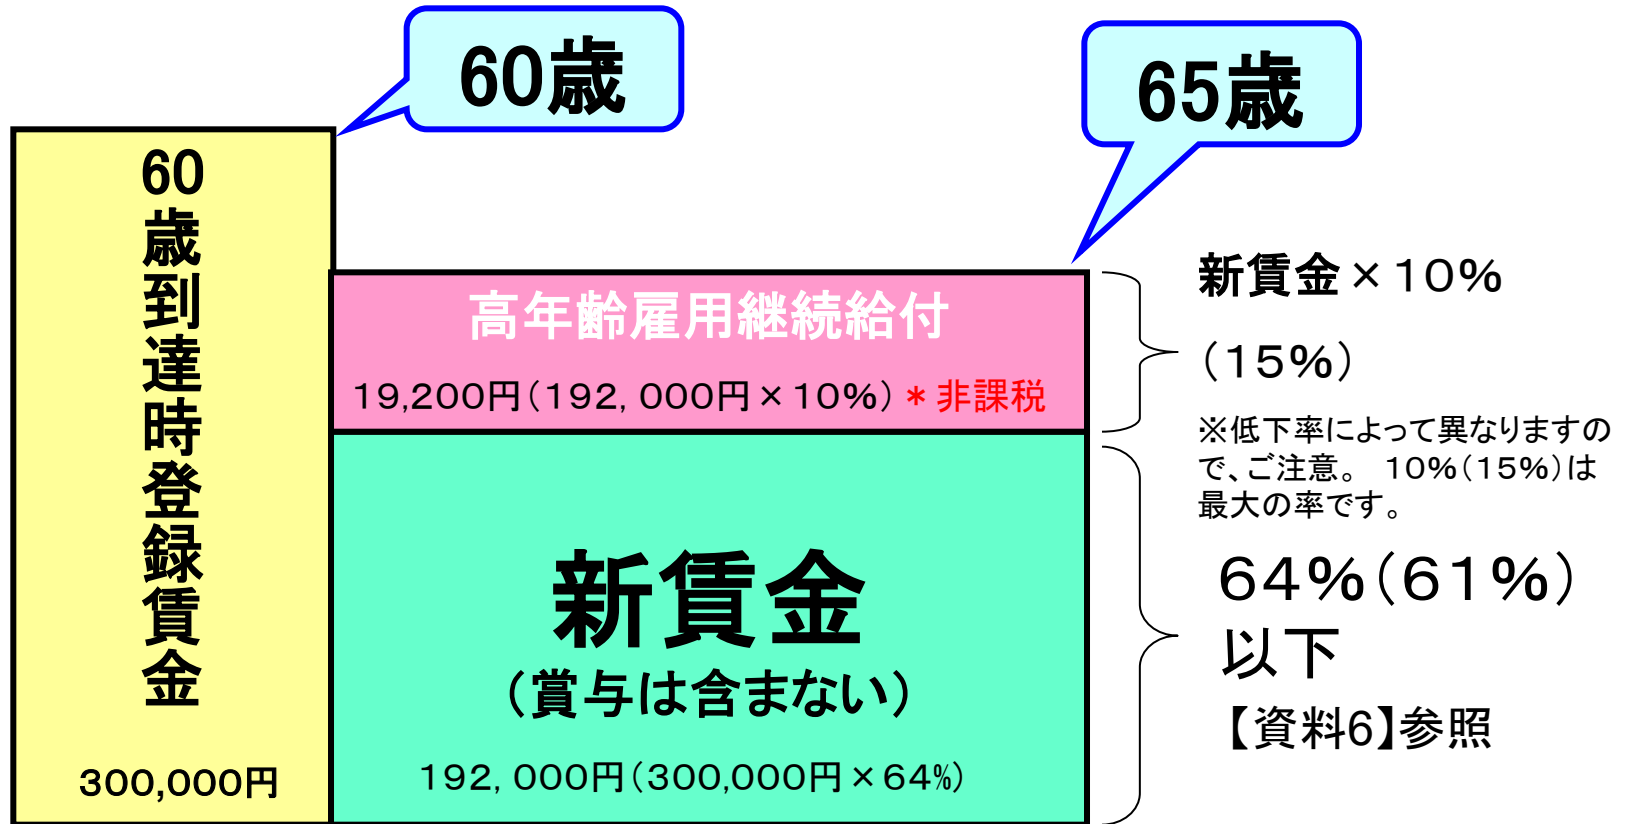 60歳
65歳
60歳到達時登録賃金
300,000円
高年齢雇用継続給付
19,200円(192,000円×10%)*非課税
新賃金
(賞与は含まない)
192,000円(300,000円×64%)
新賃金×10%
(15%)
※低下率によって異なりますの
で、ご注意。 10%(15%)は
最大の率です。
64%(61%)
以下
【資料6】参照